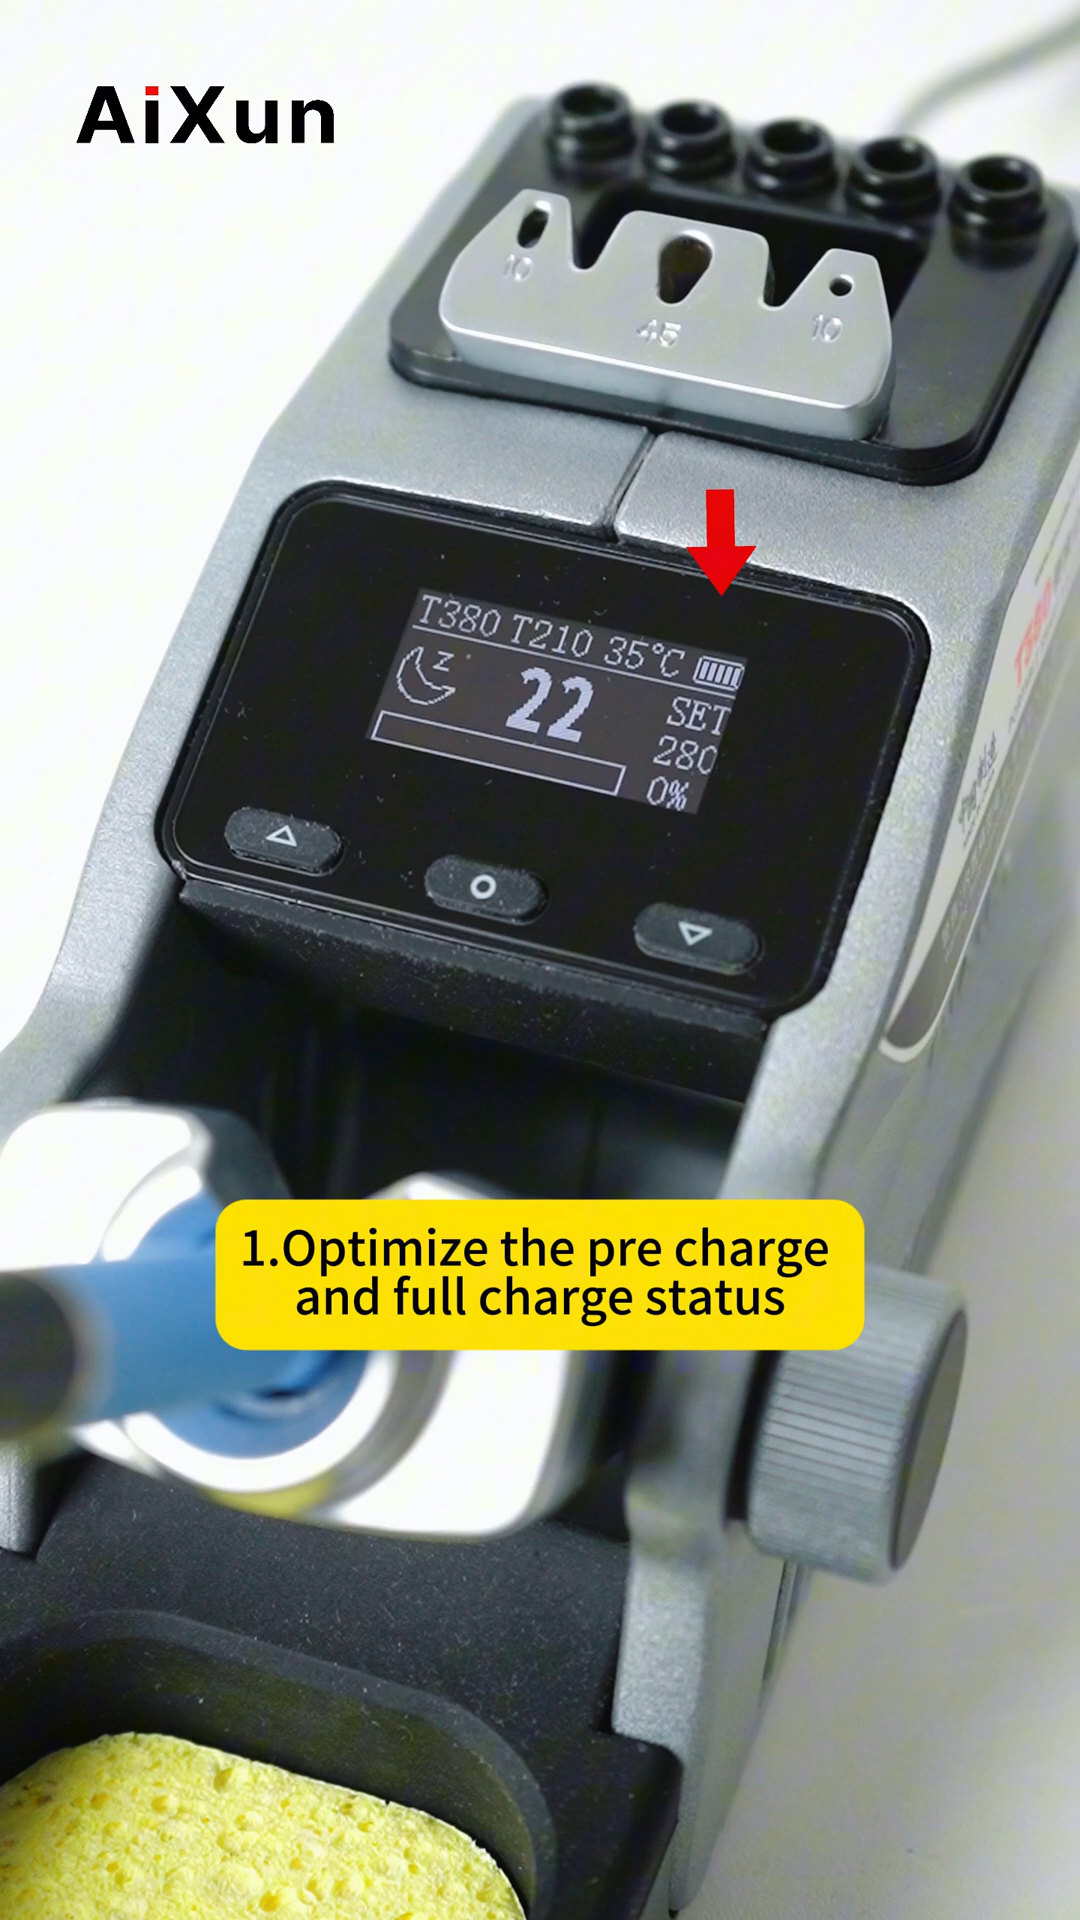 AiXun
10
45
10
T380 T210 35℃
Z
22
SET
280
0%
1.Optimize the pre charge
and full charge status